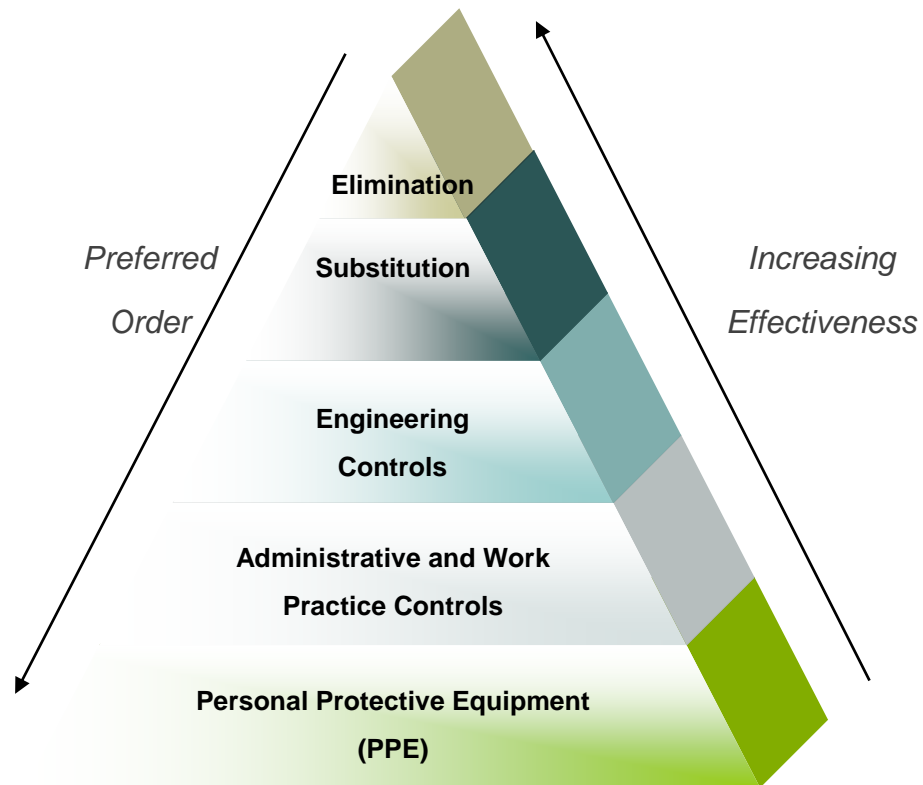 Elimination
Preferred
Order
Substitution
Increasing
Effectiveness
Engineering
Controls
Administrative and Work
Practice Controls
Personal Protective Equipment
(PPE)